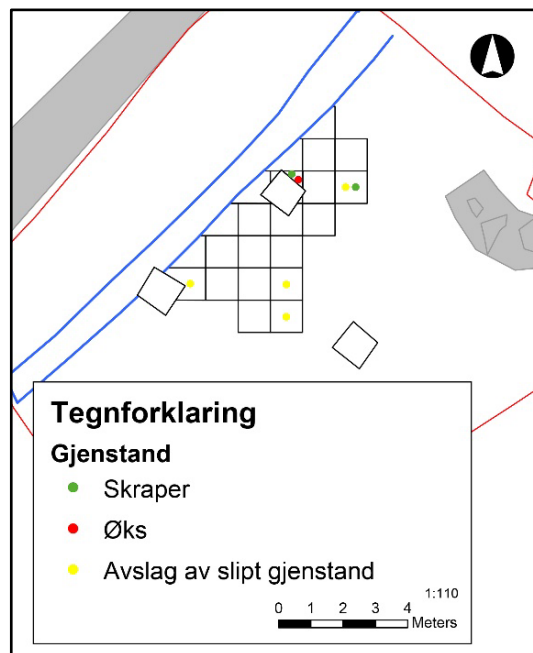 Tegnforklaring
Gjenstand
Skraper
Øks
Avslag av slipt gjenstand
1:110
0 1 2 3 4
Meters